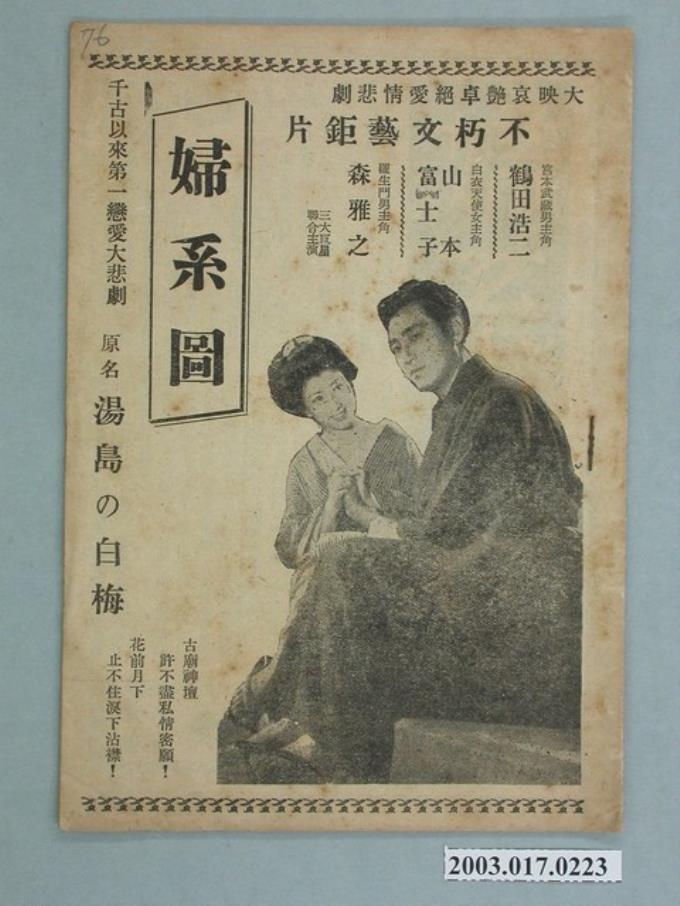 76
大映哀艷卓絕愛情悲劇
不朽文藝鉅片
宮本武藏男主角
鶴田浩二
白衣天使女主角
山本富士子
羅生門男主角
森雅之
三大巨星
聯合主演
婦系圖
千古以來第一戀愛大悲劇
原名 湯島の白梅
古廟神壇
許不盡私情密願!
花前月下
止不住淚下沾襟!
2003.017.0223